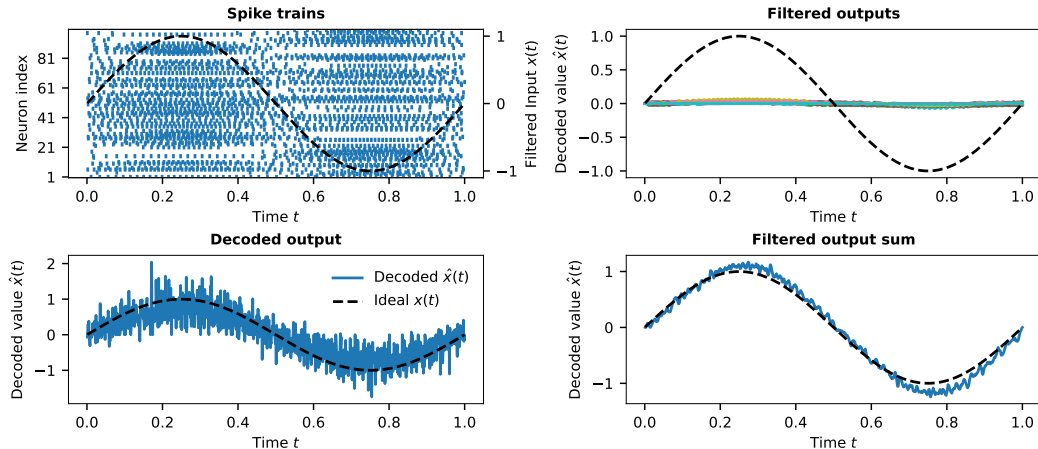 Spike trains
Neuron index
81
61
41
21
1
1
0
−1
Filtered Input x(t)
0.0 0.2 0.4 0.6 0.8 1.0
Time t
Filtered outputs
Decoded value x̂(t)
1.0
0.5
0.0
−0.5
−1.0
0.0 0.2 0.4 0.6 0.8 1.0
Time t
Decoded output
Decoded value x̂(t)
2
1
0
−1
Decoded x̂(t)
Ideal x(t)
0.0 0.2 0.4 0.6 0.8 1.0
Time t
Filtered output sum
Decoded value x̂(t)
1
0
−1
0.0 0.2 0.4 0.6 0.8 1.0
Time t